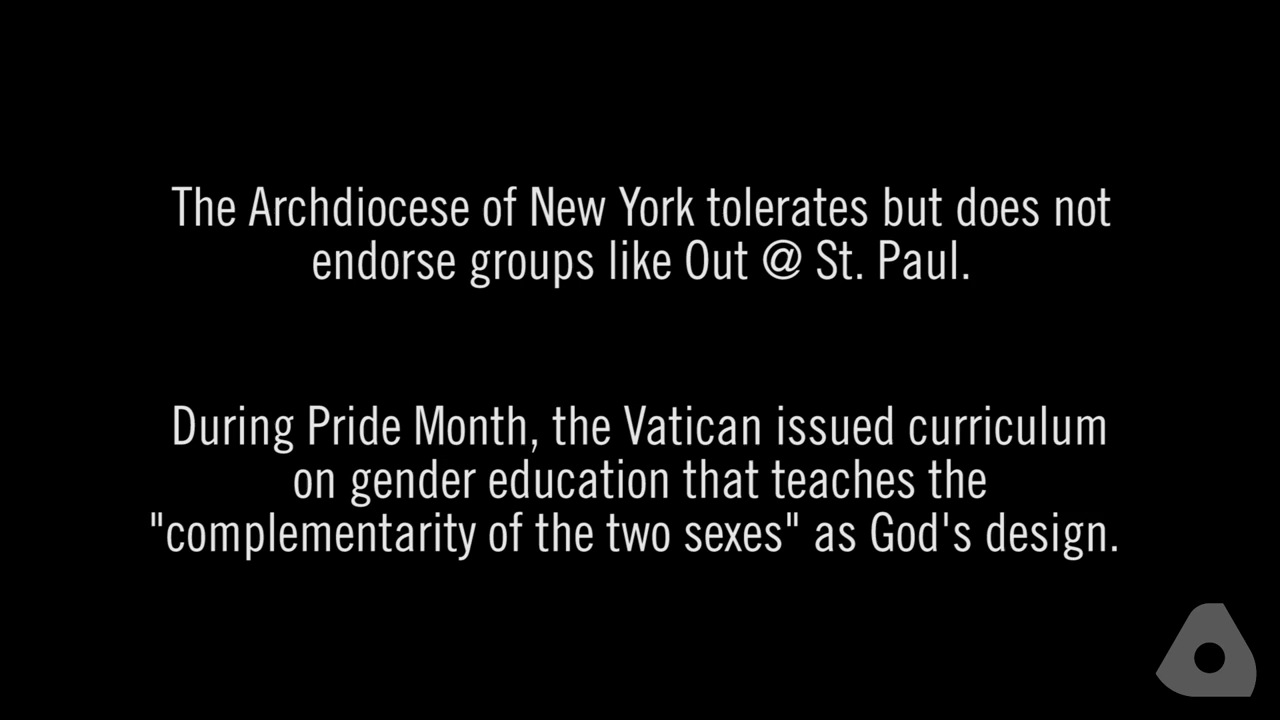 The Archdiocese of New York tolerates but does not
endorse groups like Out @ St. Paul.
During Pride Month, the Vatican issued curriculum
on gender education that teaches the
"complementarity of the two sexes" as God's design.